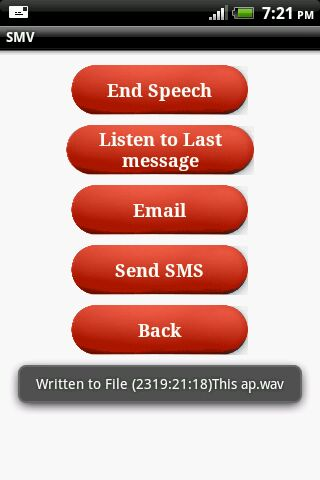 7:21 PM
SMV
End Speech
Listen to Last
message
Email
Send SMS
Back
Written to File (2319:21:18)This ap.wav